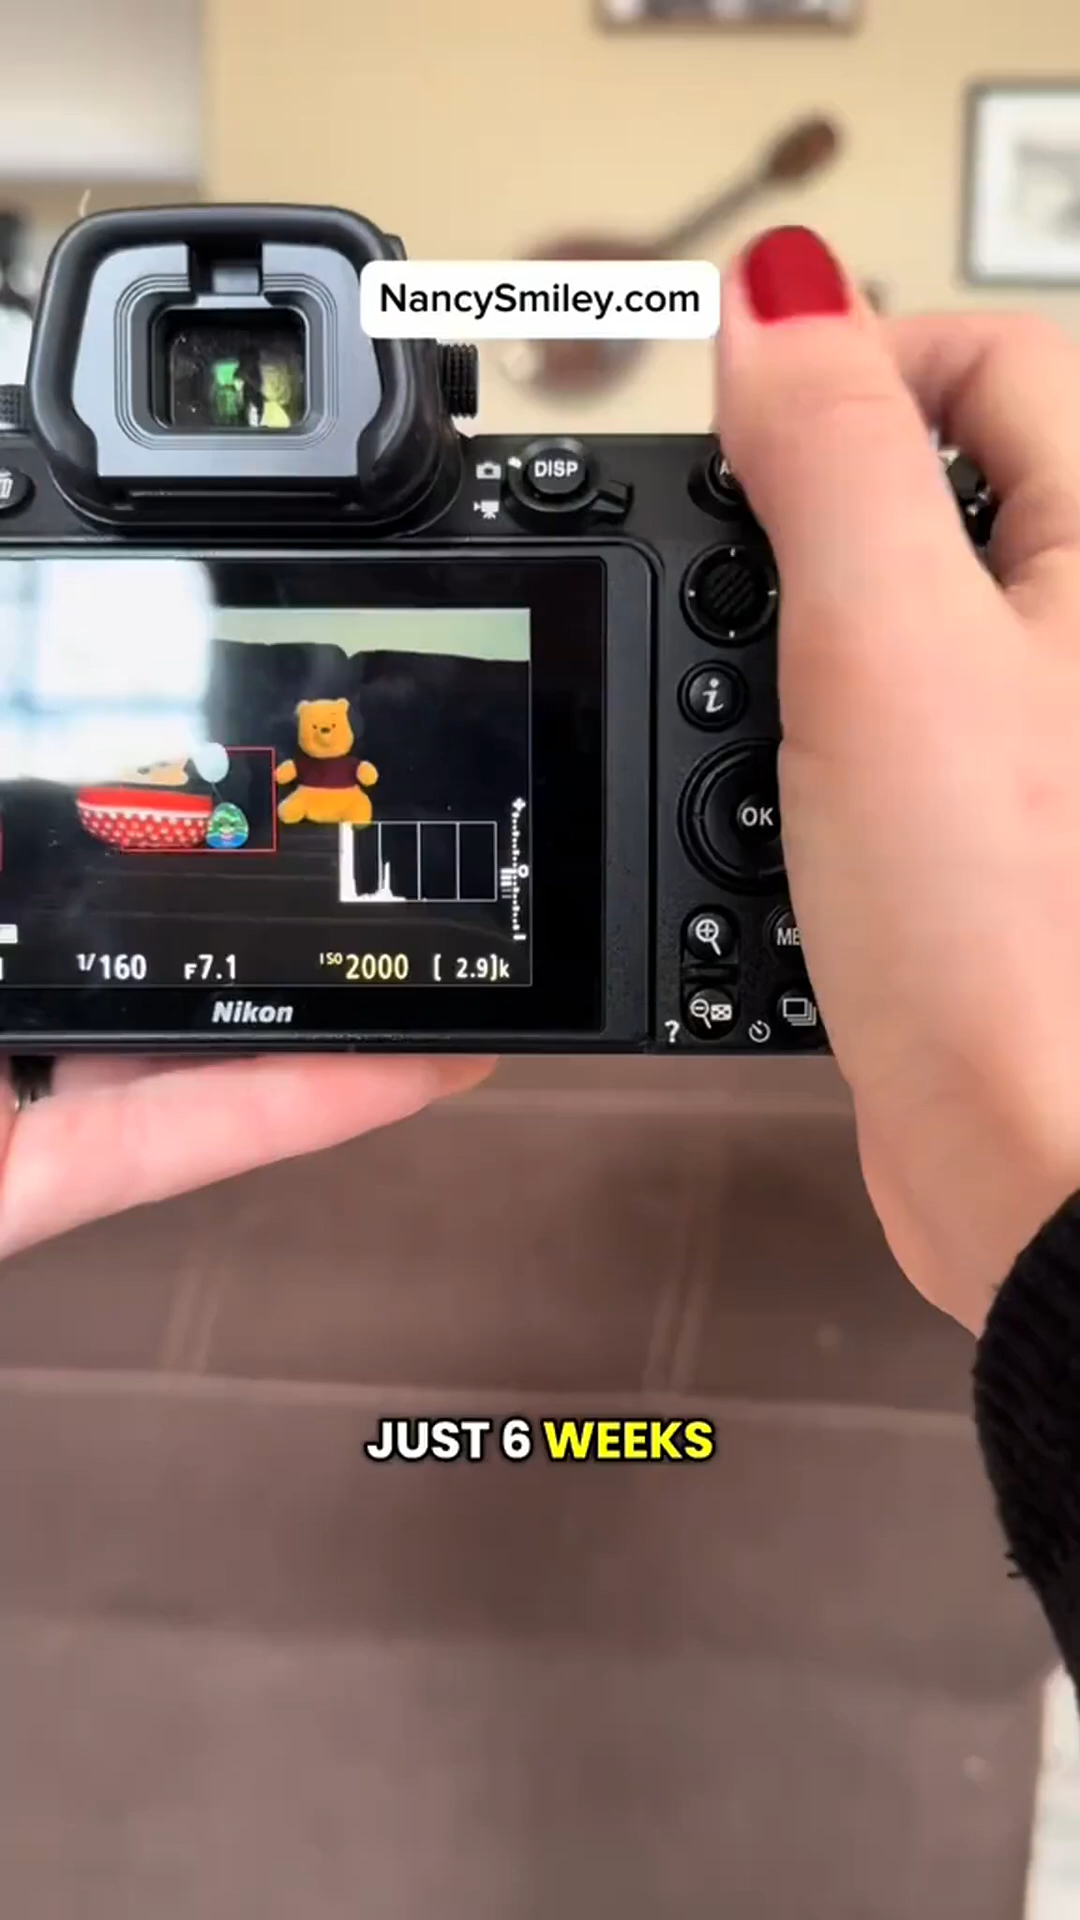 NancySmiley.com
DISP
i
OK
1/160 F7.1 ISO 2000 [ 2.9]k
Nikon
?
JUST 6 WEEKS